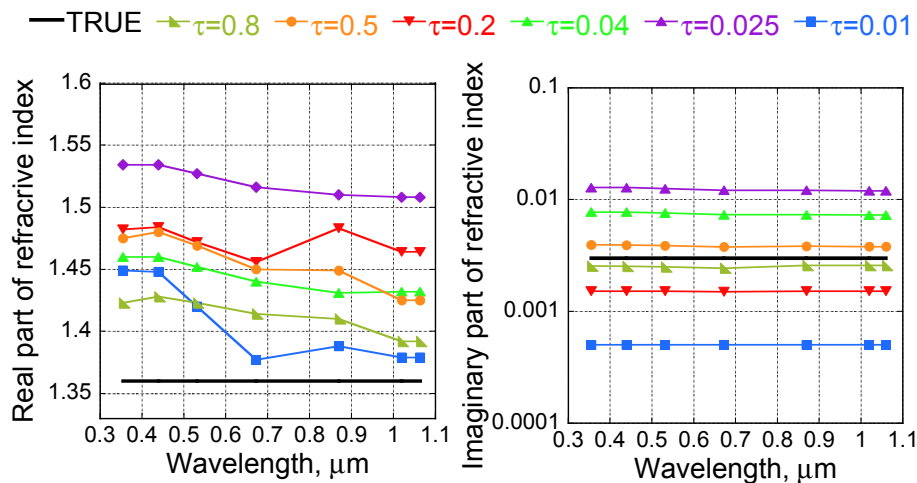 TRUE τ=0.8 τ=0.5 τ=0.2 τ=0.04 τ=0.025 τ=0.01
Real part of refracrive index
1.6
1.55
1.5
1.45
1.4
1.35
0.3 0.4 0.5 0.6 0.7 0.8 0.9 1 1.1
Wavelength, μm
Imaginary part of refractive index
0.1
0.01
0.001
0.0001
0.3 0.4 0.5 0.6 0.7 0.8 0.9 1 1.1
Wavelength, μm